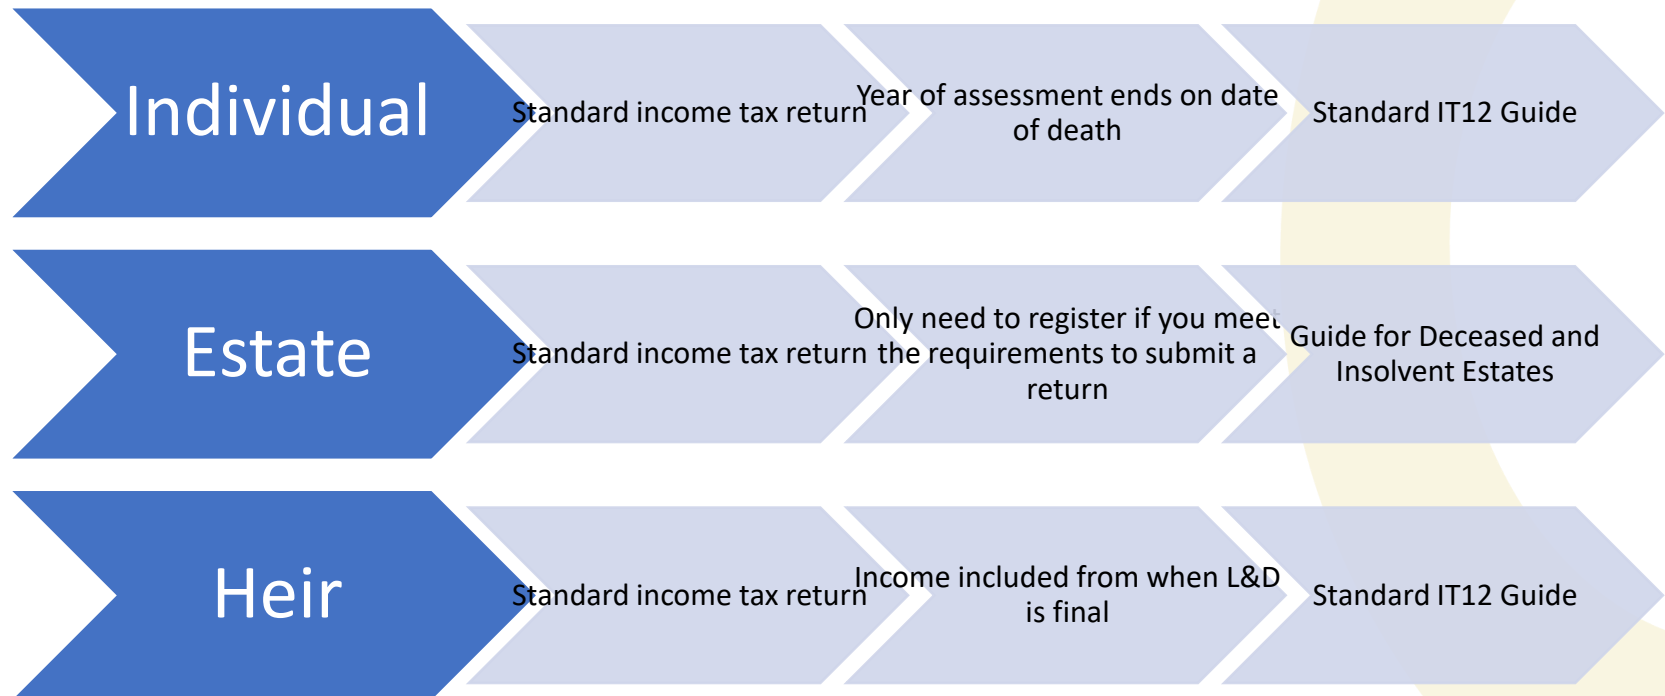 Individual
Standard income tax return
Year of assessment ends on date
of death
Standard IT12 Guide
Estate
Standard income tax return
Only need to register if you meet
the requirements to submit a
return
Guide for Deceased and
Insolvent Estates
Heir
Standard income tax return
Income included from when L&D
is final
Standard IT12 Guide